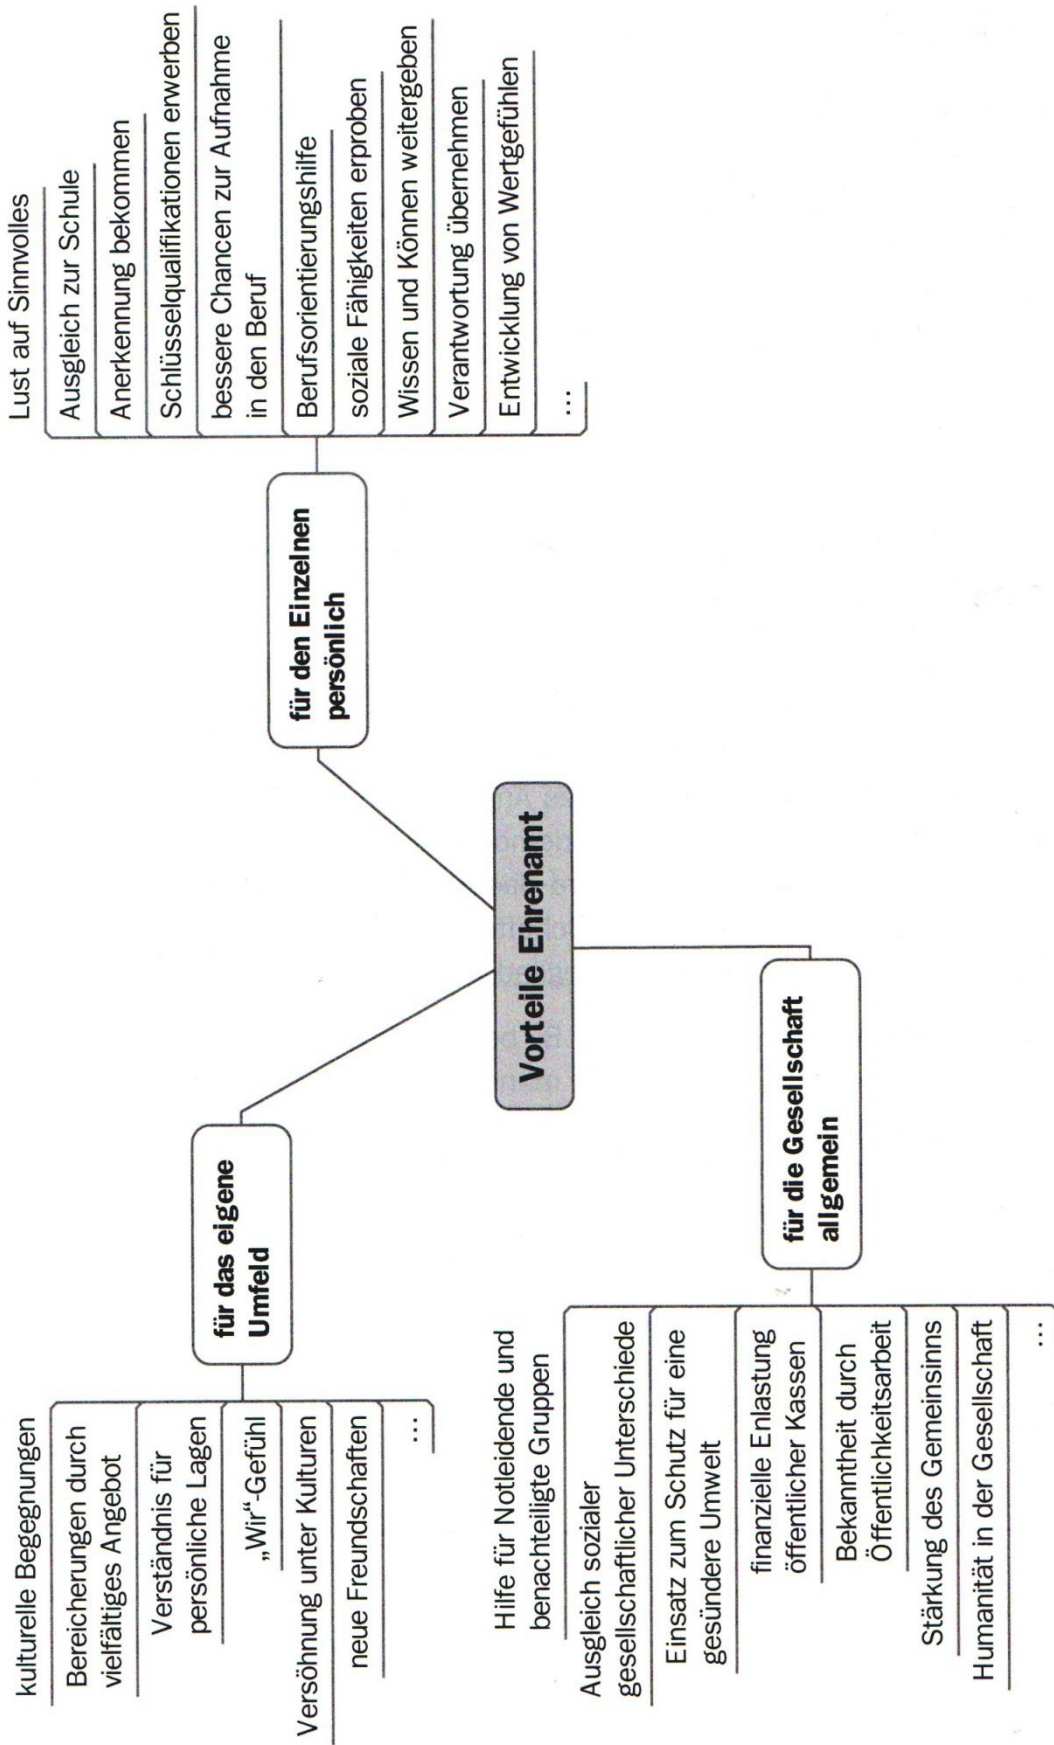 Vorteile Ehrenamt
für das eigene
Umfeld
kulturelle Begegnungen
Bereicherungen durch
vielfältiges Angebot
Verständnis für
persönliche Lagen
„Wir“-Gefühl
Versöhnung unter Kulturen
neue Freundschaften
...
für den Einzelnen
persönlich
Lust auf Sinnvolles
Ausgleich zur Schule
Anerkennung bekommen
Schlüsselqualifikationen erwerben
bessere Chancen zur Aufnahme
in den Beruf
Berufsorientierungshilfe
soziale Fähigkeiten erproben
Wissen und Können weitergeben
Verantwortung übernehmen
Entwicklung von Wertgefühlen
...
für die Gesellschaft
allgemein
Hilfe für Notleidende und
benachteiligte Gruppen
Ausgleich sozialer
gesellschaftlicher Unterschiede
Einsatz zum Schutz für eine
gesündere Umwelt
finanzielle Enlastung
öffentlicher Kassen
Bekanntheit durch
Öffentlichkeitsarbeit
Stärkung des Gemeinsinns
Humanität in der Gesellschaft
...